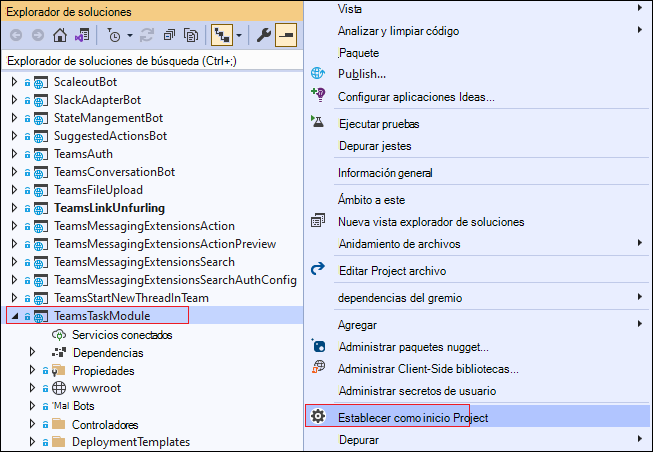 Explorador de soluciones
Explorador de soluciones de búsqueda (Ctrl+;)
ScaleoutBot
SlackAdapterBot
StateMangementBot
SuggestedActionsBot
TeamsAuth
TeamsConversationBot
TeamsFileUpload
TeamsLinkUnfurling
TeamsMessagingExtensionsAction
TeamsMessagingExtensionsActionPreview
TeamsMessagingExtensionsSearch
TeamsMessagingExtensionsSearchAuthConfig
TeamsStartNewThreadInTeam
TeamsTaskModule
Servicios conectados
Dependencias
Propiedades
wwwroot
Mal Bots
Controladores
DeploymentTemplates
Vista
Analizar y limpiar código
Paquete
Publish...
Configurar aplicaciones Ideas...
Ejecutar pruebas
Depurar jestes
Información general
Ámbito a este
Nueva vista explorador de soluciones
Anidamiento de archivos
Editar Project archivo
dependencias del gremio
Agregar
Administrar paquetes nugget...
Administrar Client-Side bibliotecas...
Administrar secretos de usuario
Establecer como inicio Project
Depurar